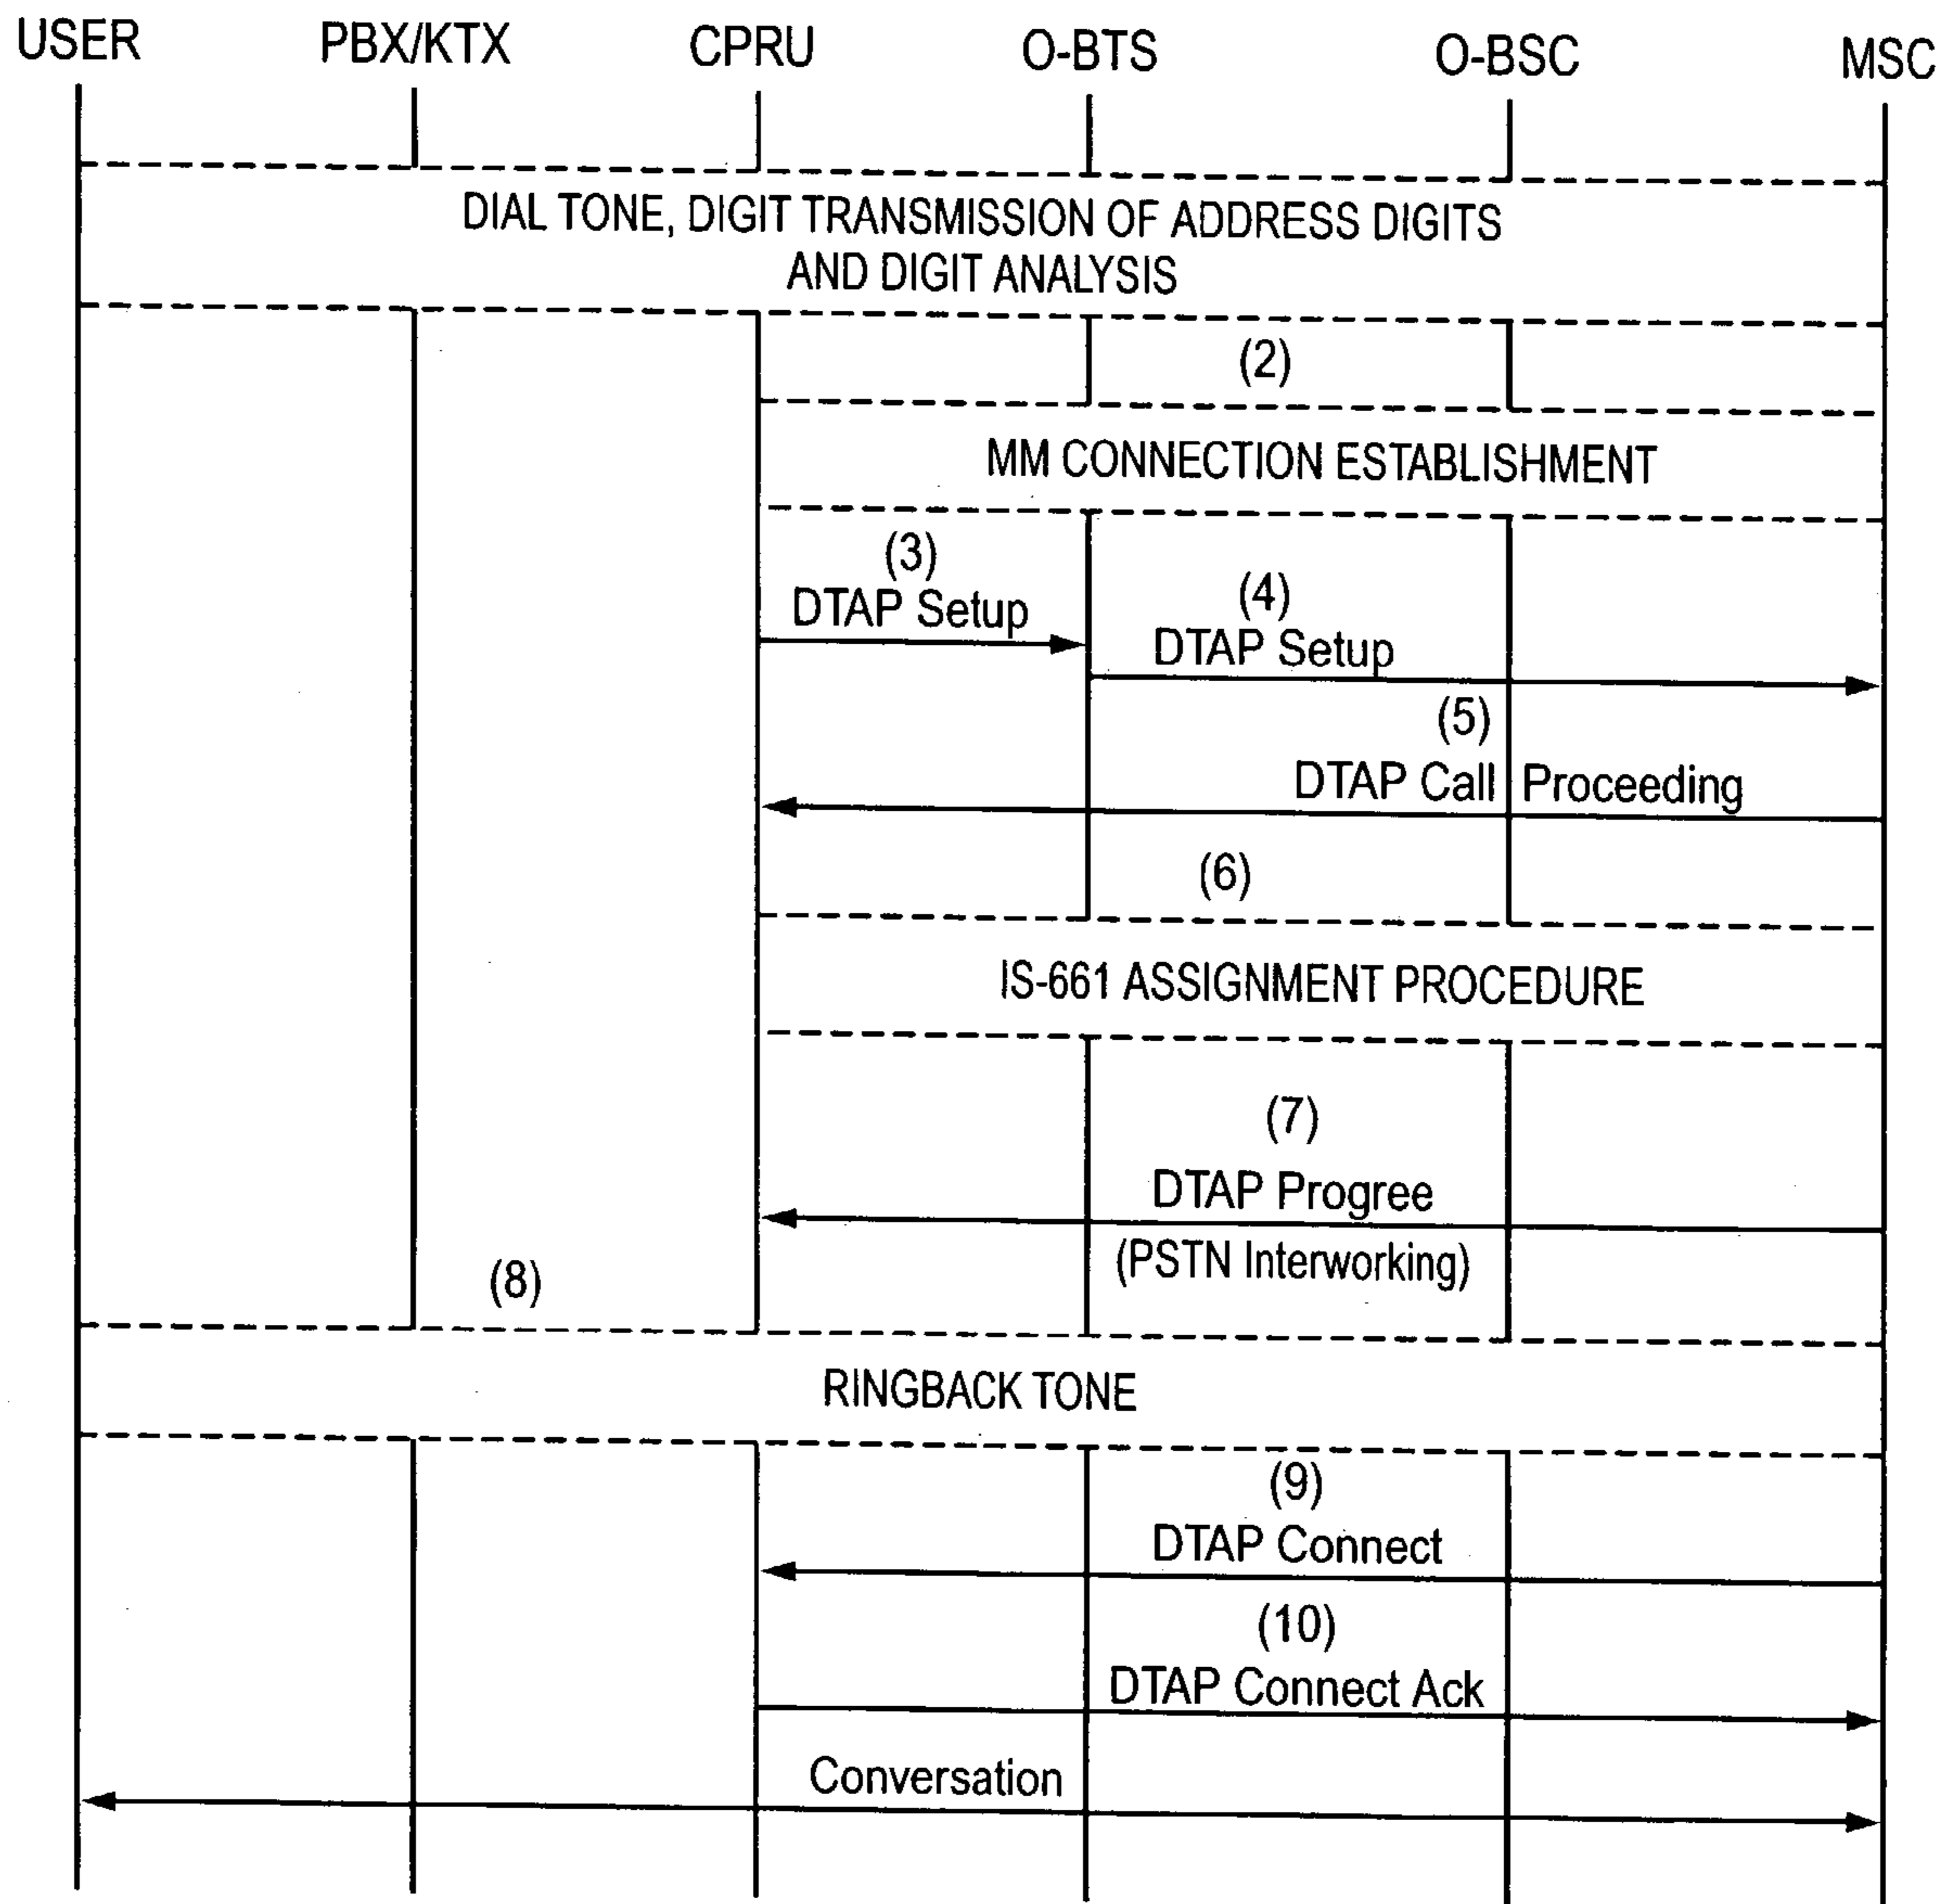 USER PBX/KTX CPRU O-BTS O-BSC MSC
DIAL TONE, DIGIT TRANSMISSION OF ADDRESS DIGITS
AND DIGIT ANALYSIS
(2)
MM CONNECTION ESTABLISHMENT
(3)
DTAP Setup
(4)
DTAP Setup
(5)
DTAP Call Proceeding
(6)
IS-661 ASSIGNMENT PROCEDURE
(7)
DTAP Progree
(PSTN Interworking)
(8)
RINGBACK TONE
(9)
DTAP Connect
(10)
DTAP Connect Ack
Conversation